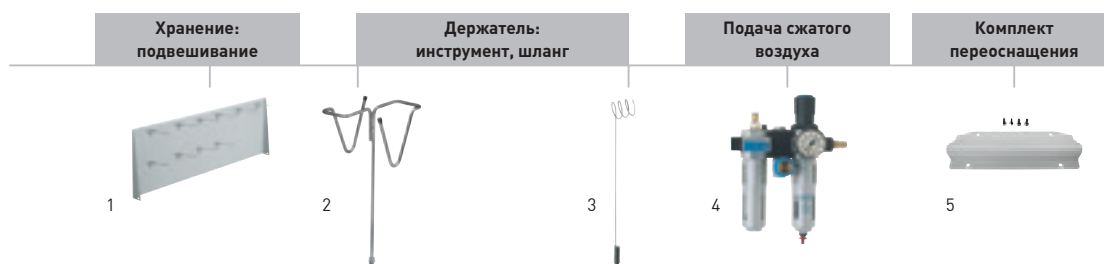 Хранение:
подвешивание
Держатель:
инструмент, шланг
Подача сжатого
воздуха
Комплект
переоснащения
1
2
3
4
5